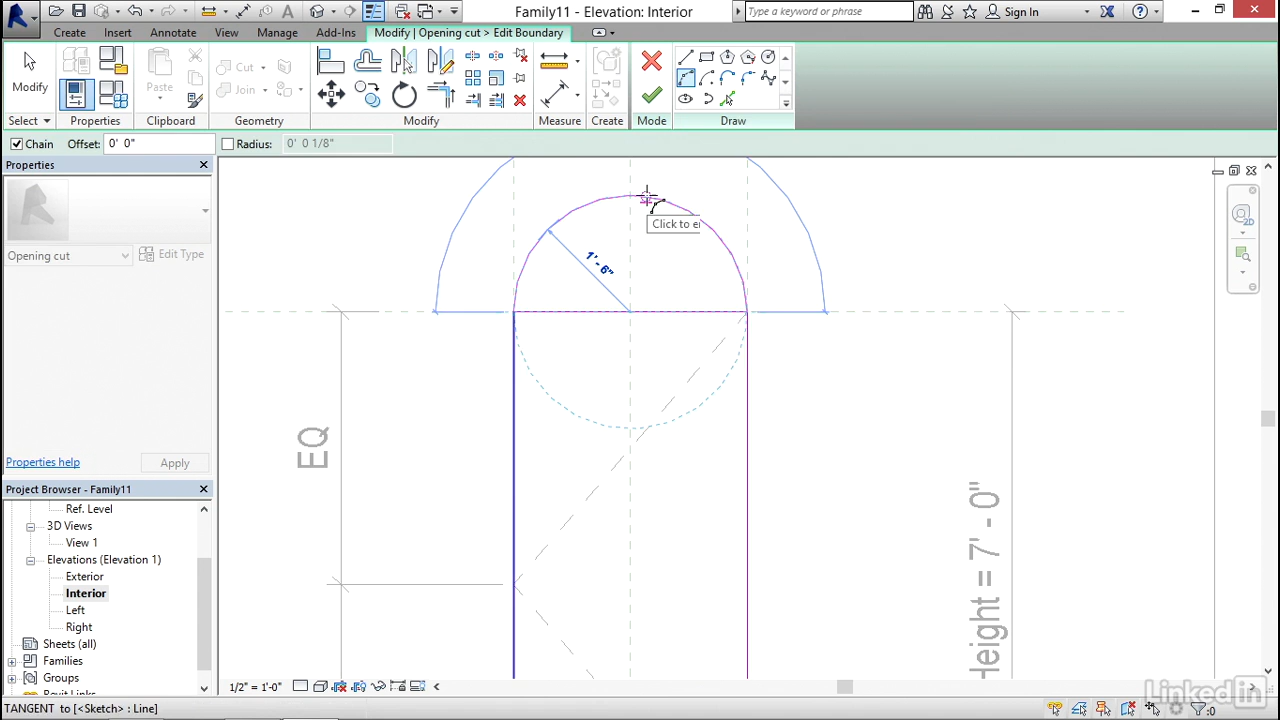 Family11 - Elevation: Interior
Type a keyword or phrase
Sign In
Create Insert Annotate View Manage Add-Ins Modify | Opening cut > Edit Boundary
Modify
Paste
Cut
Join
Select Properties Clipboard Geometry Modify Measure Create Mode Draw
Chain Offset: 0' 0" Radius: 0' 0 1/8"
Properties
Opening cut
Edit Type
Properties help
Apply
Project Browser - Family11
Ref. Level
3D Views
View 1
Elevations (Elevation 1)
Exterior
Interior
Left
Right
Sheets (all)
Families
Groups
Revit Links
Click to e
1' - 6"
EQ
Height = 7' - 0"
1/2" = 1'-0"
TANGENT to [<Sketch> : Line]
:0
LinkedIn